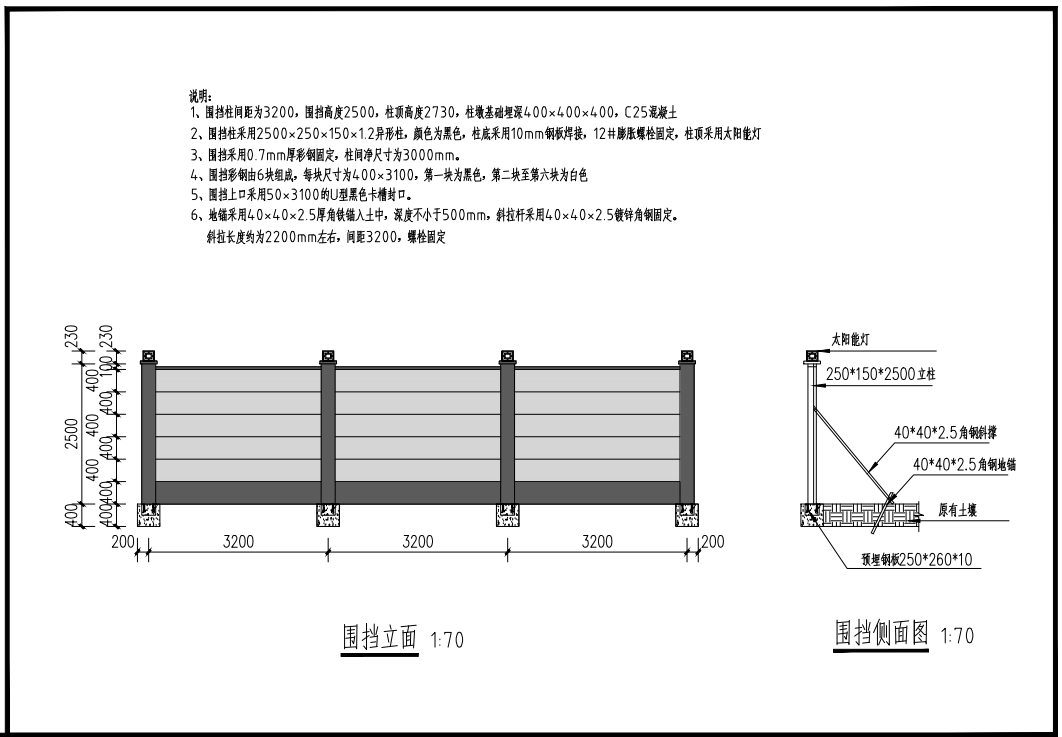 说明:
1、围挡柱间距为3200，围挡高度2500，柱顶高度2730，柱墩基础埋深400×400×400，C25混凝土
2、围挡柱采用2500×250×150×1.2异形柱，颜色为黑色，柱底采用10mm钢板焊接，12#膨胀螺栓固定，柱顶采用太阳能灯
3、围挡采用0.7mm厚彩钢固定，柱间净尺寸为3000mm。
4、围挡彩钢由6块组成，每块尺寸为400×3100，第一块为黑色，第二块至第六块为白色
5、围挡上口采用50×3100的U型黑色卡槽封口。
6、地锚采用40×40×2.5厚角铁锚入土中，深度不小于500mm，斜拉杆采用40×40×2.5镀锌角钢固定。
斜拉长度约为2200mm左右，间距3200，螺栓固定
230
230
100
400
400
400
400
400
400
2500
400
400
200
3200
3200
3200
200
围挡立面 1:70
太阳能灯
250*150*2500立柱
40*40*2.5角钢斜撑
40*40*2.5角钢地锚
原有土壤
预埋钢板250*260*10
围挡侧面图 1:70